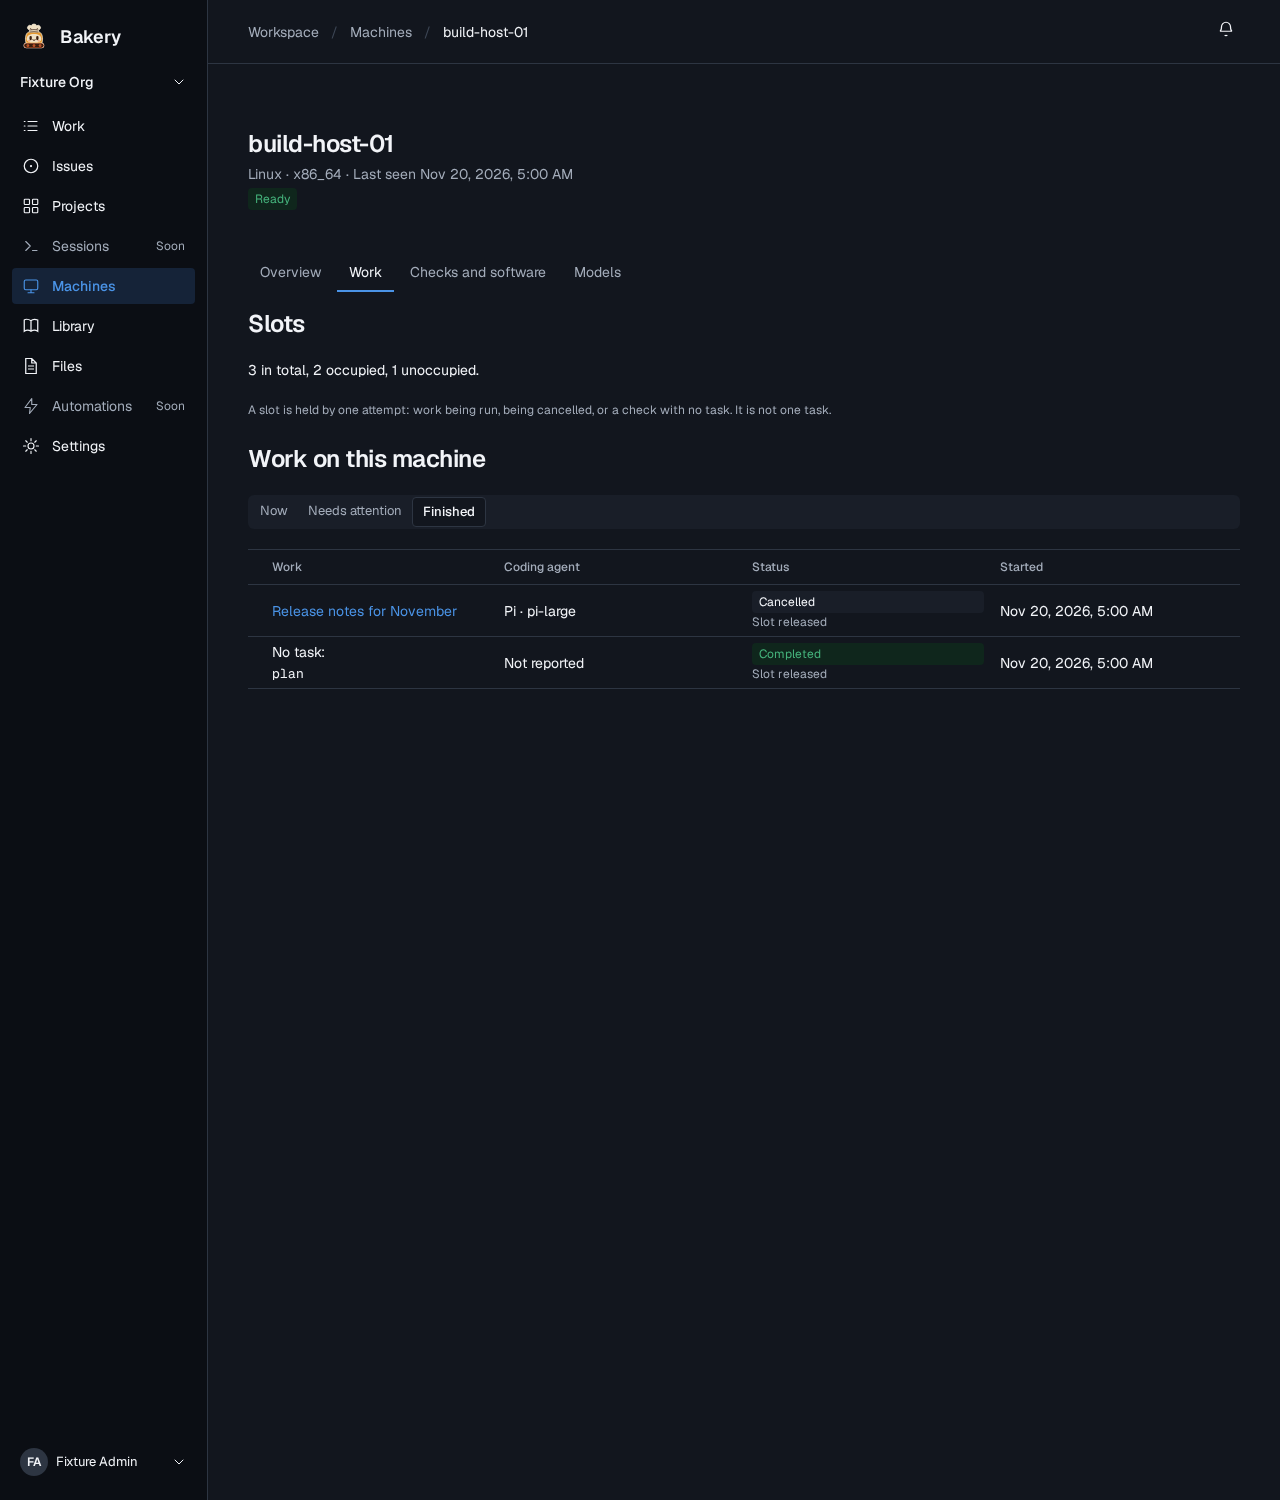 Bakery
Fixture Org
Work
Issues
Projects
Sessions Soon
Machines
Library
Files
Automations Soon
Settings
FA Fixture Admin
Workspace / Machines / build-host-01
build-host-01
Linux · x86_64 · Last seen Nov 20, 2026, 5:00 AM
Ready
Overview Work Checks and software Models
Slots
3 in total, 2 occupied, 1 unoccupied.
A slot is held by one attempt: work being run, being cancelled, or a check with no task. It is not one task.
Work on this machine
Now Needs attention Finished
Work Coding agent Status Started
Release notes for November Pi · pi-large Cancelled Nov 20, 2026, 5:00 AM
Slot released
No task: Not reported Completed Nov 20, 2026, 5:00 AM
plan Slot released